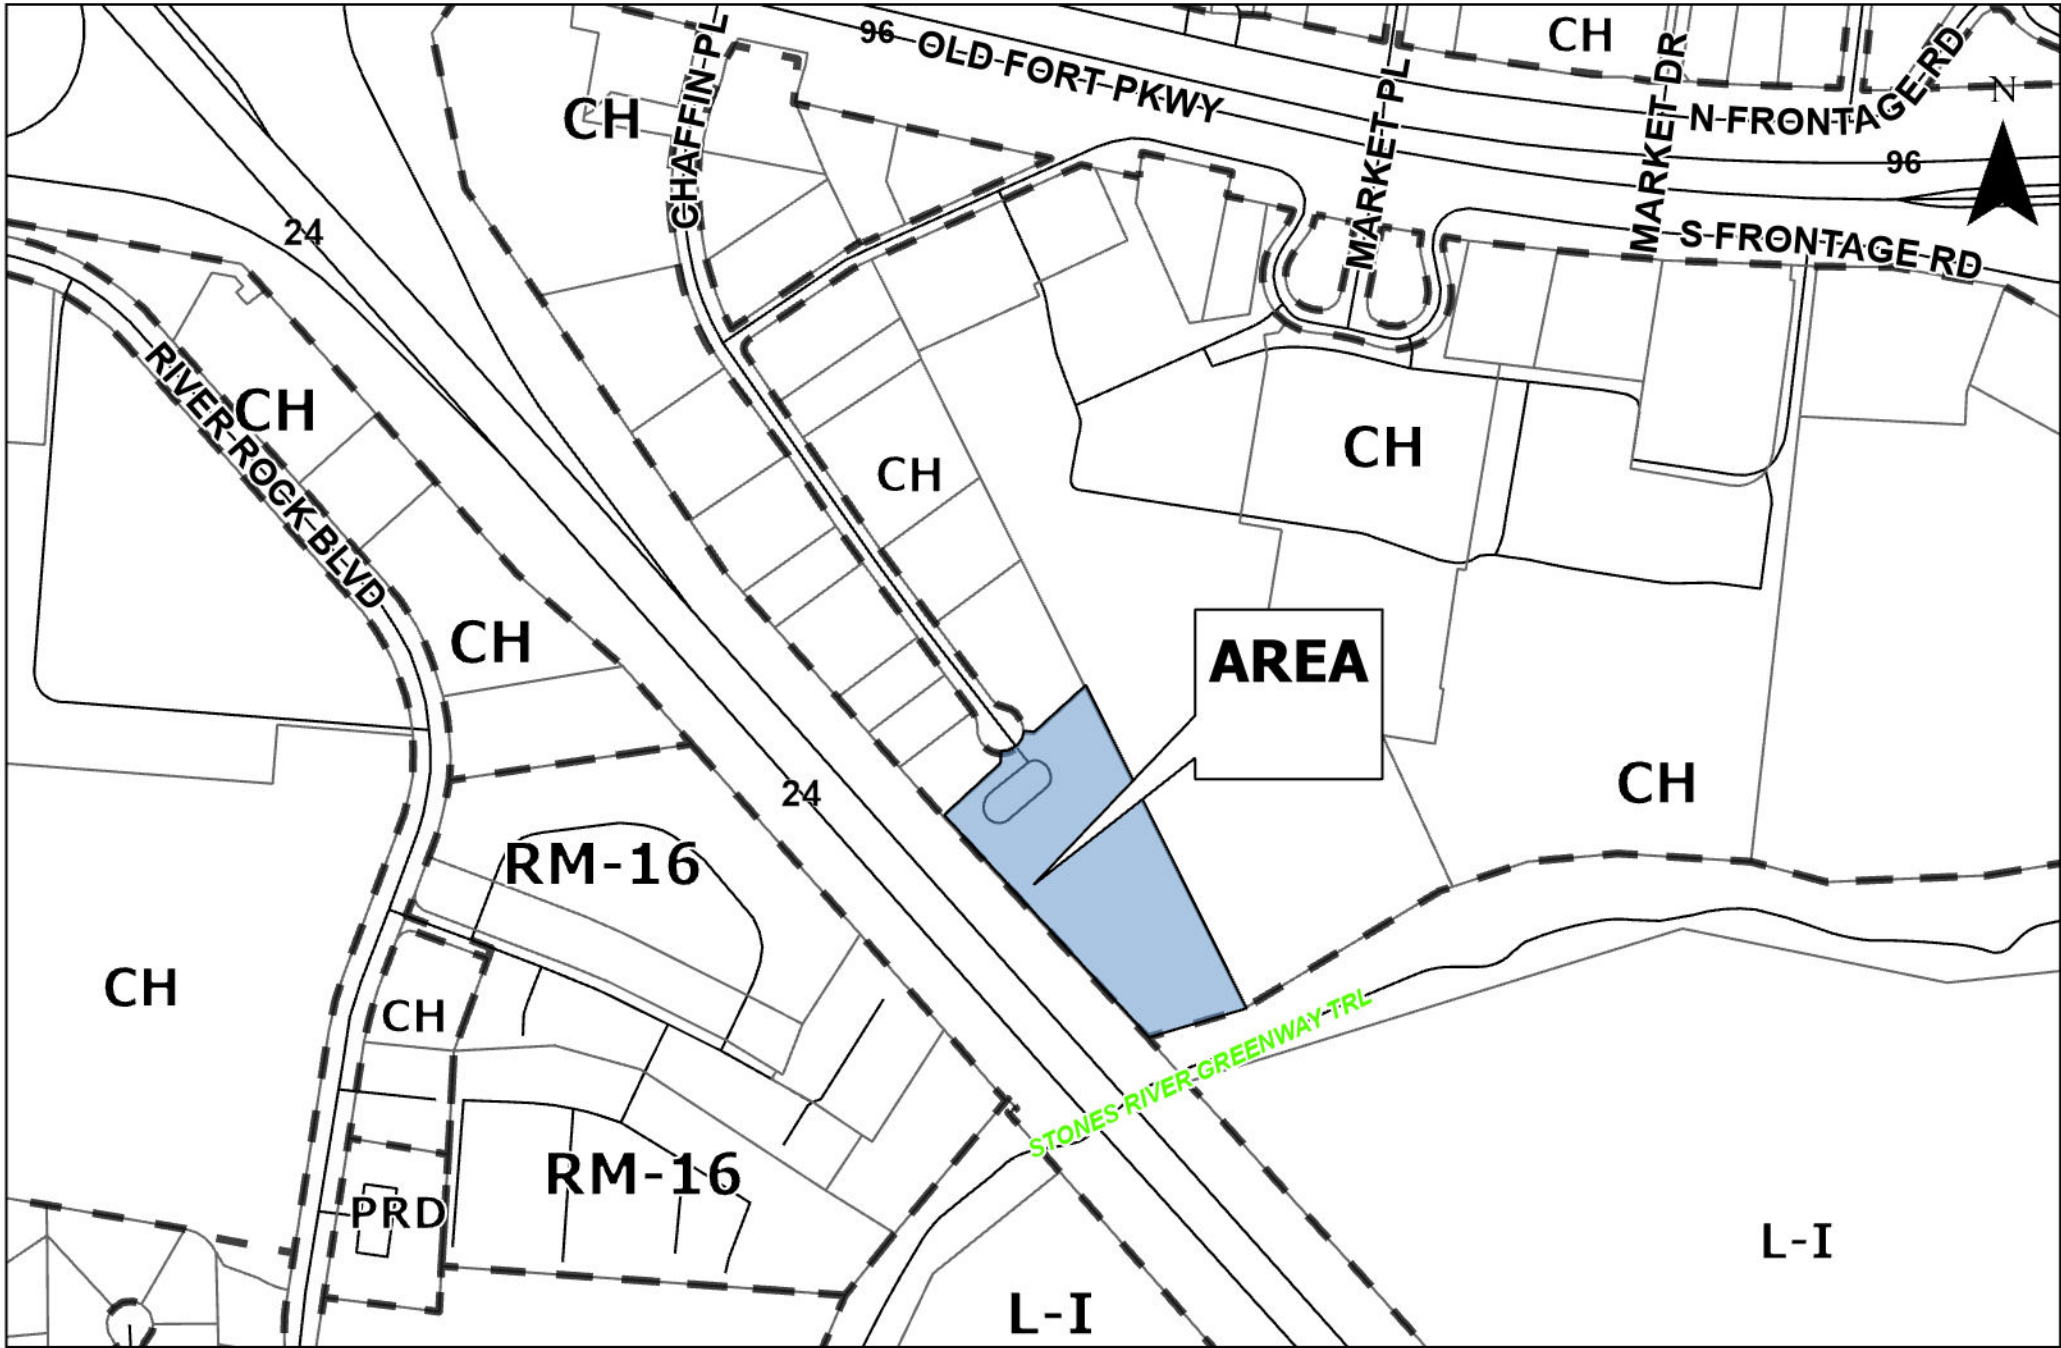 CH
96 OLD FORT PKWY
CHAFFIN PL
CH
MARKET PL
MARKET DR
N FRONTAGE RD
N
96
S FRONTAGE RD
24
RIVER ROCK BLVD
CH
CH
CH
CH
AREA
24
CH
RM-16
CH
CH
STONES RIVER GREENWAY TRL
RM-16
PRD
L-I
L-I